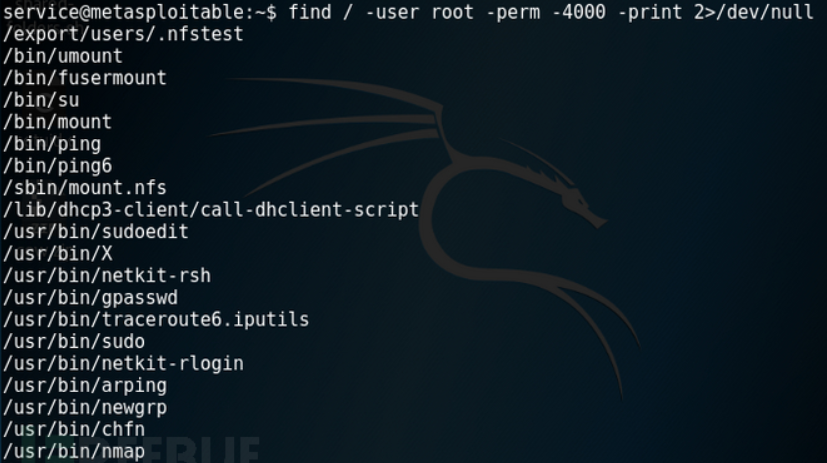 secece@metasploitable:~$ find / -user root -perm -4000 -print 2>/dev/null
/export/users/.nfstest
/bin/umount
/bin/fusermount
/bin/su
/bin/mount
/bin/ping
/bin/ping6
/sbin/mount.nfs
/lib/dhcp3-client/call-dhclient-script
/usr/bin/sudoedit
/usr/bin/X
/usr/bin/netkit-rsh
/usr/bin/gpasswd
/usr/bin/traceroute6.iputils
/usr/bin/sudo
/usr/bin/netkit-rlogin
/usr/bin/arping
/usr/bin/newgrp
/usr/bin/chfn
/usr/bin/nmap